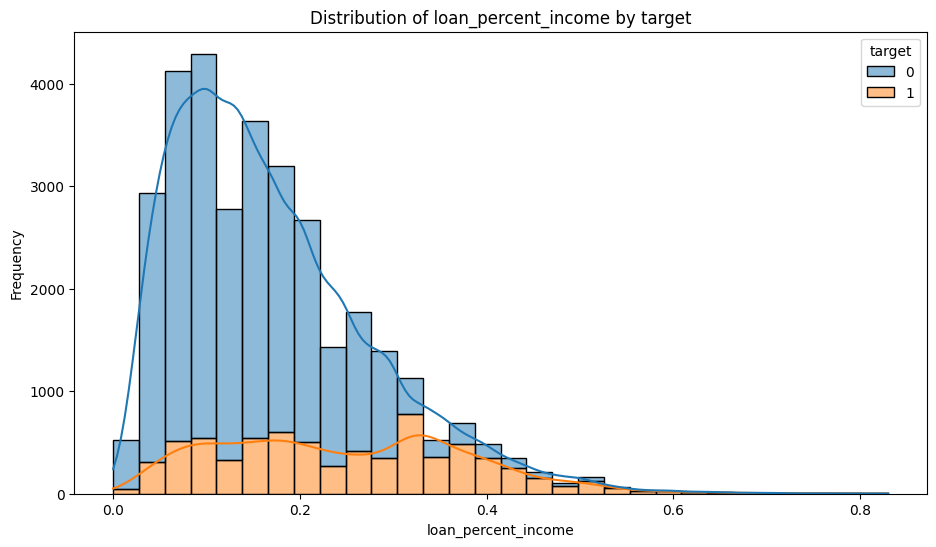 Distribution of loan_percent_income by target
target
0
1
4000
3000
2000
1000
0
Frequency
0.0 0.2 0.4 0.6 0.8
loan_percent_income